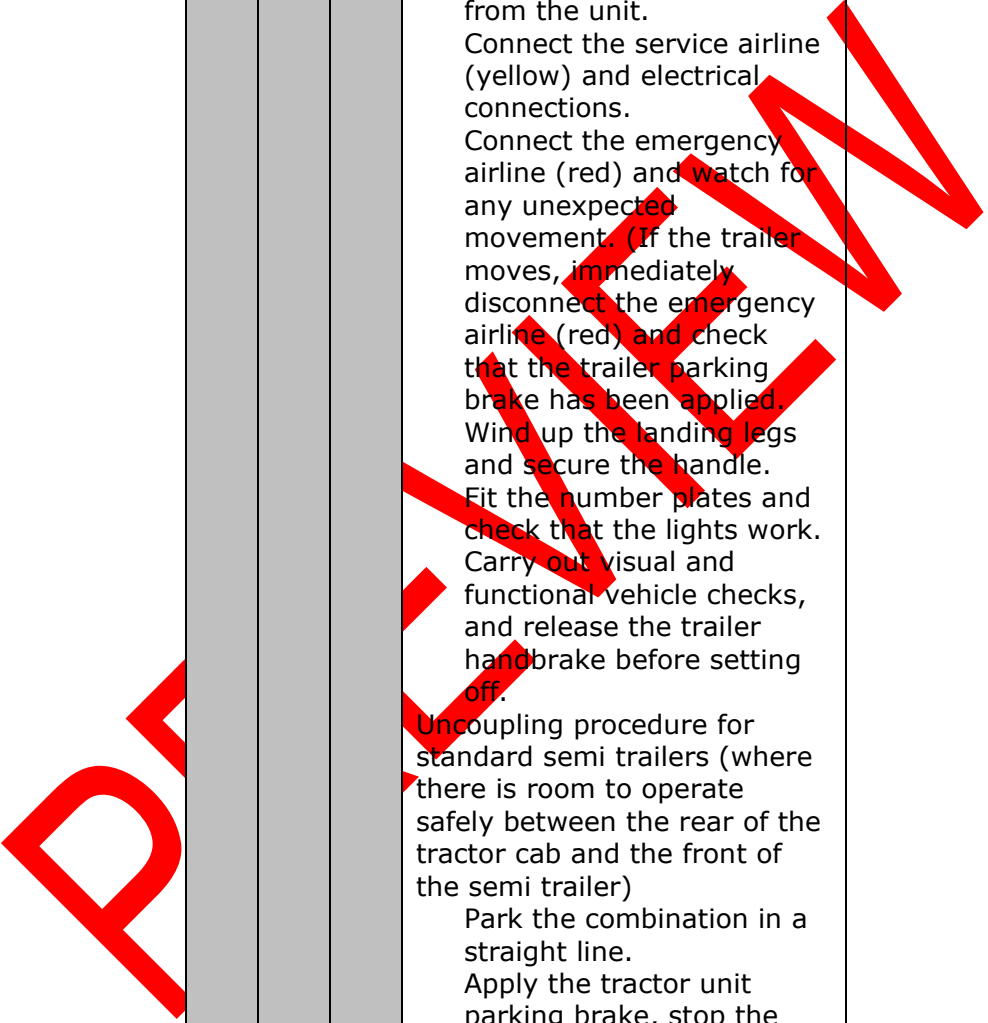 from the unit.
Connect the service airline
(yellow) and electrical
connections.
Connect the emergency
airline (red) and watch for
any unexpected
movement. (If the trailer
moves, immediately
disconnect the emergency
airline (red) and check
that the trailer parking
brake has been applied.
Wind up the landing legs
and secure the handle.
Fit the number plates and
check that the lights work.
Carry out visual and
functional vehicle checks,
and release the trailer
handbrake before setting
off.
Uncoupling procedure for
standard semi trailers (where
there is room to operate
safely between the rear of the
tractor cab and the front of
the semi trailer)
Park the combination in a
straight line.
Apply the tractor unit
parking brake, stop the
PREVIEW